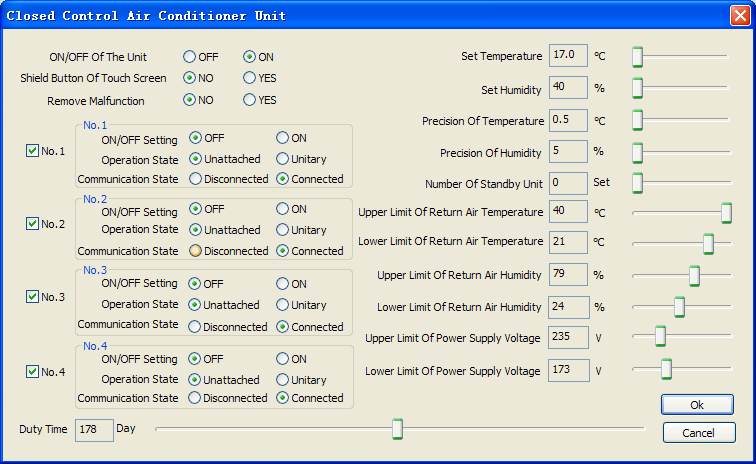 Closed Control Air Conditioner Unit
ON/OFF Of The Unit OFF ON
Shield Button Of Touch Screen NO YES
Remove Malfunction NO YES
No.1
No.1
ON/OFF Setting OFF ON
Operation State Unattached Unitary
Communication State Disconnected Connected
No.2
No.2
ON/OFF Setting OFF ON
Operation State Unattached Unitary
Communication State Disconnected Connected
No.3
No.3
ON/OFF Setting OFF ON
Operation State Unattached Unitary
Communication State Disconnected Connected
No.4
No.4
ON/OFF Setting OFF ON
Operation State Unattached Unitary
Communication State Disconnected Connected
Set Temperature 17.0 ℃
Set Humidity 40 %
Precision Of Temperature 0.5 ℃
Precision Of Humidity 5 %
Number Of Standby Unit 0 Set
Upper Limit Of Return Air Temperature 40 ℃
Lower Limit Of Return Air Temperature 21 ℃
Upper Limit Of Return Air Humidity 79 %
Lower Limit Of Return Air Humidity 24 %
Upper Limit Of Power Supply Voltage 235 V
Lower Limit Of Power Supply Voltage 173 V
Duty Time 178 Day
Ok
Cancel